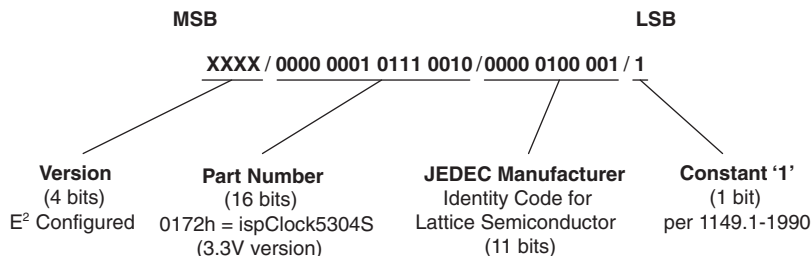 MSB LSB
XXXX / 0000 0001 0111 0010 / 0000 0100 001 / 1
Version
(4 bits)
E² Configured
Part Number
(16 bits)
0172h = ispClock5304S
(3.3V version)
JEDEC Manufacturer
Identity Code for
Lattice Semiconductor
(11 bits)
Constant ‘1’
(1 bit)
per 1149.1-1990